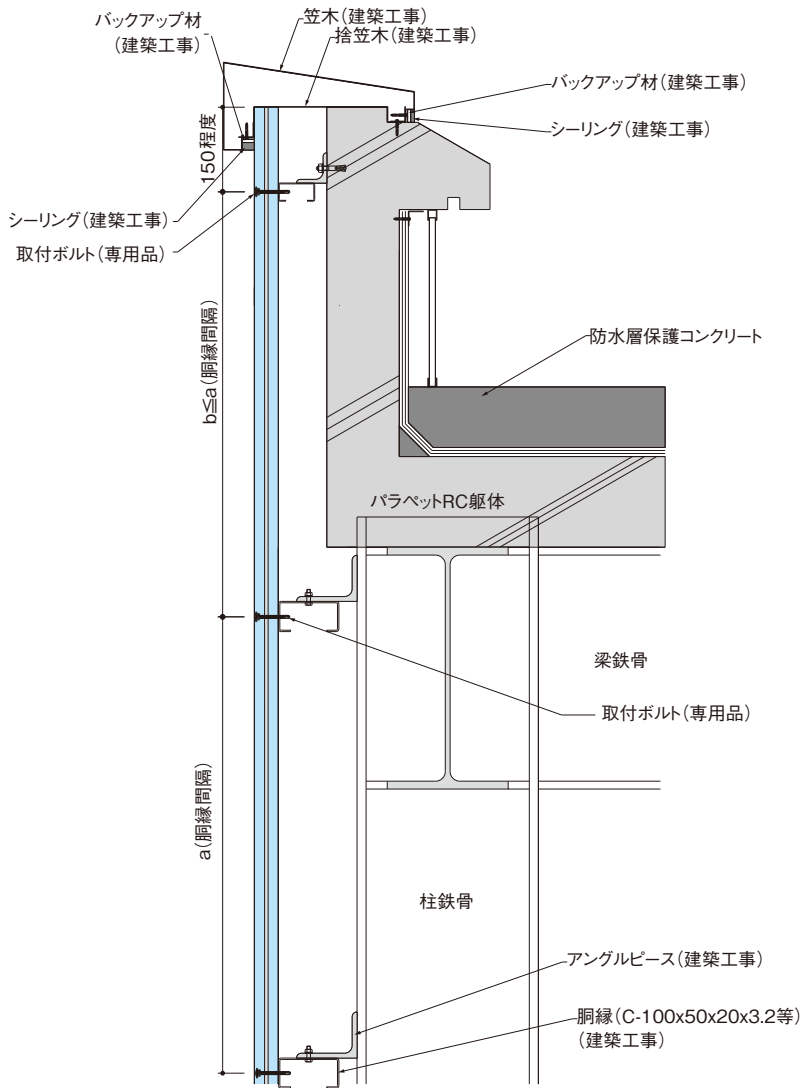 バックアップ材
(建築工事)
笠木(建築工事)
捨笠木(建築工事)
バックアップ材(建築工事)
シーリング(建築工事)
150程度
シーリング(建築工事)
取付ボルト(専用品)
b≦a(胴縁間隔)
防水層保護コンクリート
パラペットRC躯体
梁鉄骨
取付ボルト(専用品)
a(胴縁間隔)
柱鉄骨
アングルピース(建築工事)
胴縁(C-100x50x20x3.2等)
(建築工事)